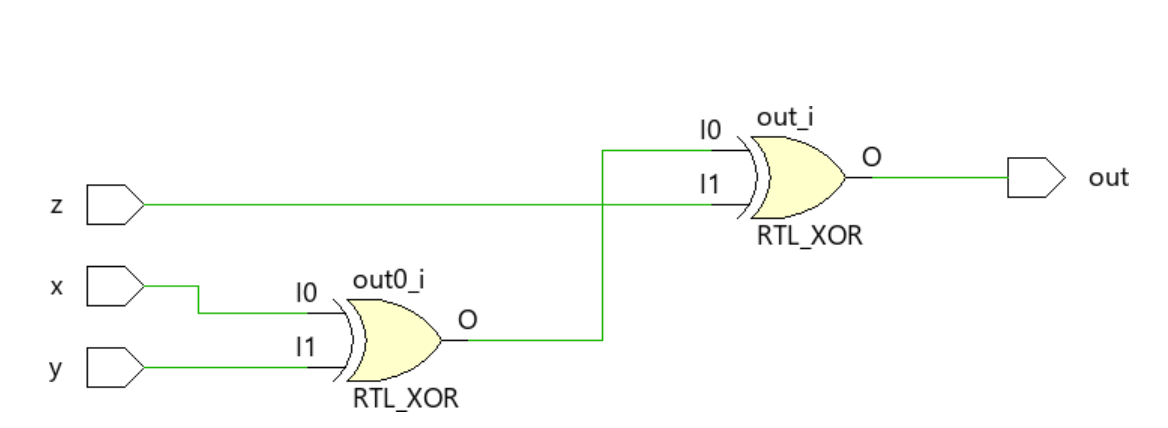 out_i
I0
O
I1
out
z
RTL_XOR
out0_i
x
I0
O
I1
y
RTL_XOR